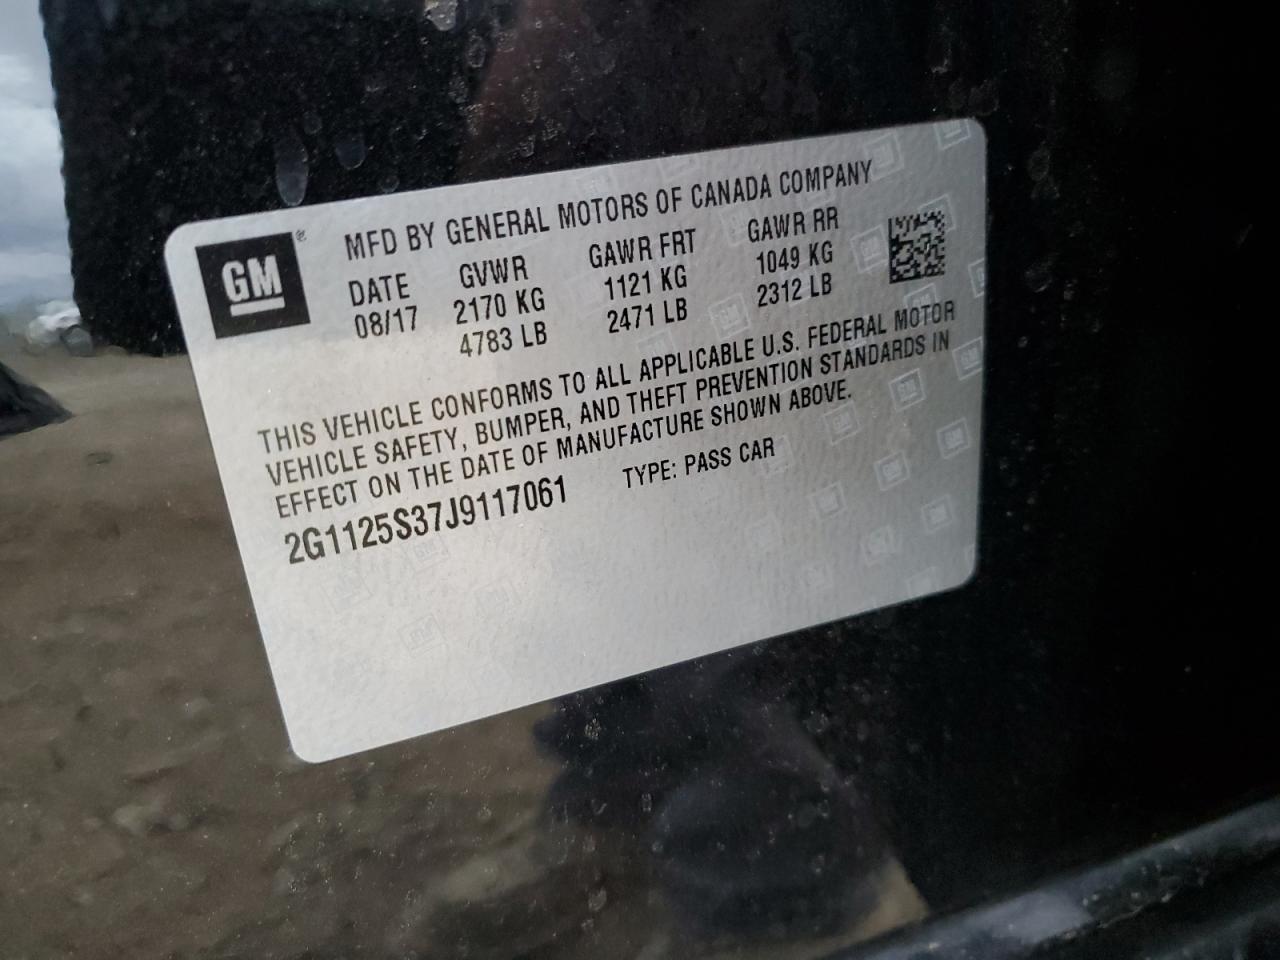 GM ®
MFD BY GENERAL MOTORS OF CANADA COMPANY
DATE GVWR GAWR FRT GAWR RR
08/17 2170 KG 1121 KG 1049 KG
4783 LB 2471 LB 2312 LB
THIS VEHICLE CONFORMS TO ALL APPLICABLE U.S. FEDERAL MOTOR
VEHICLE SAFETY, BUMPER, AND THEFT PREVENTION STANDARDS IN
EFFECT ON THE DATE OF MANUFACTURE SHOWN ABOVE.
2G1125S37J9117061 TYPE: PASS CAR